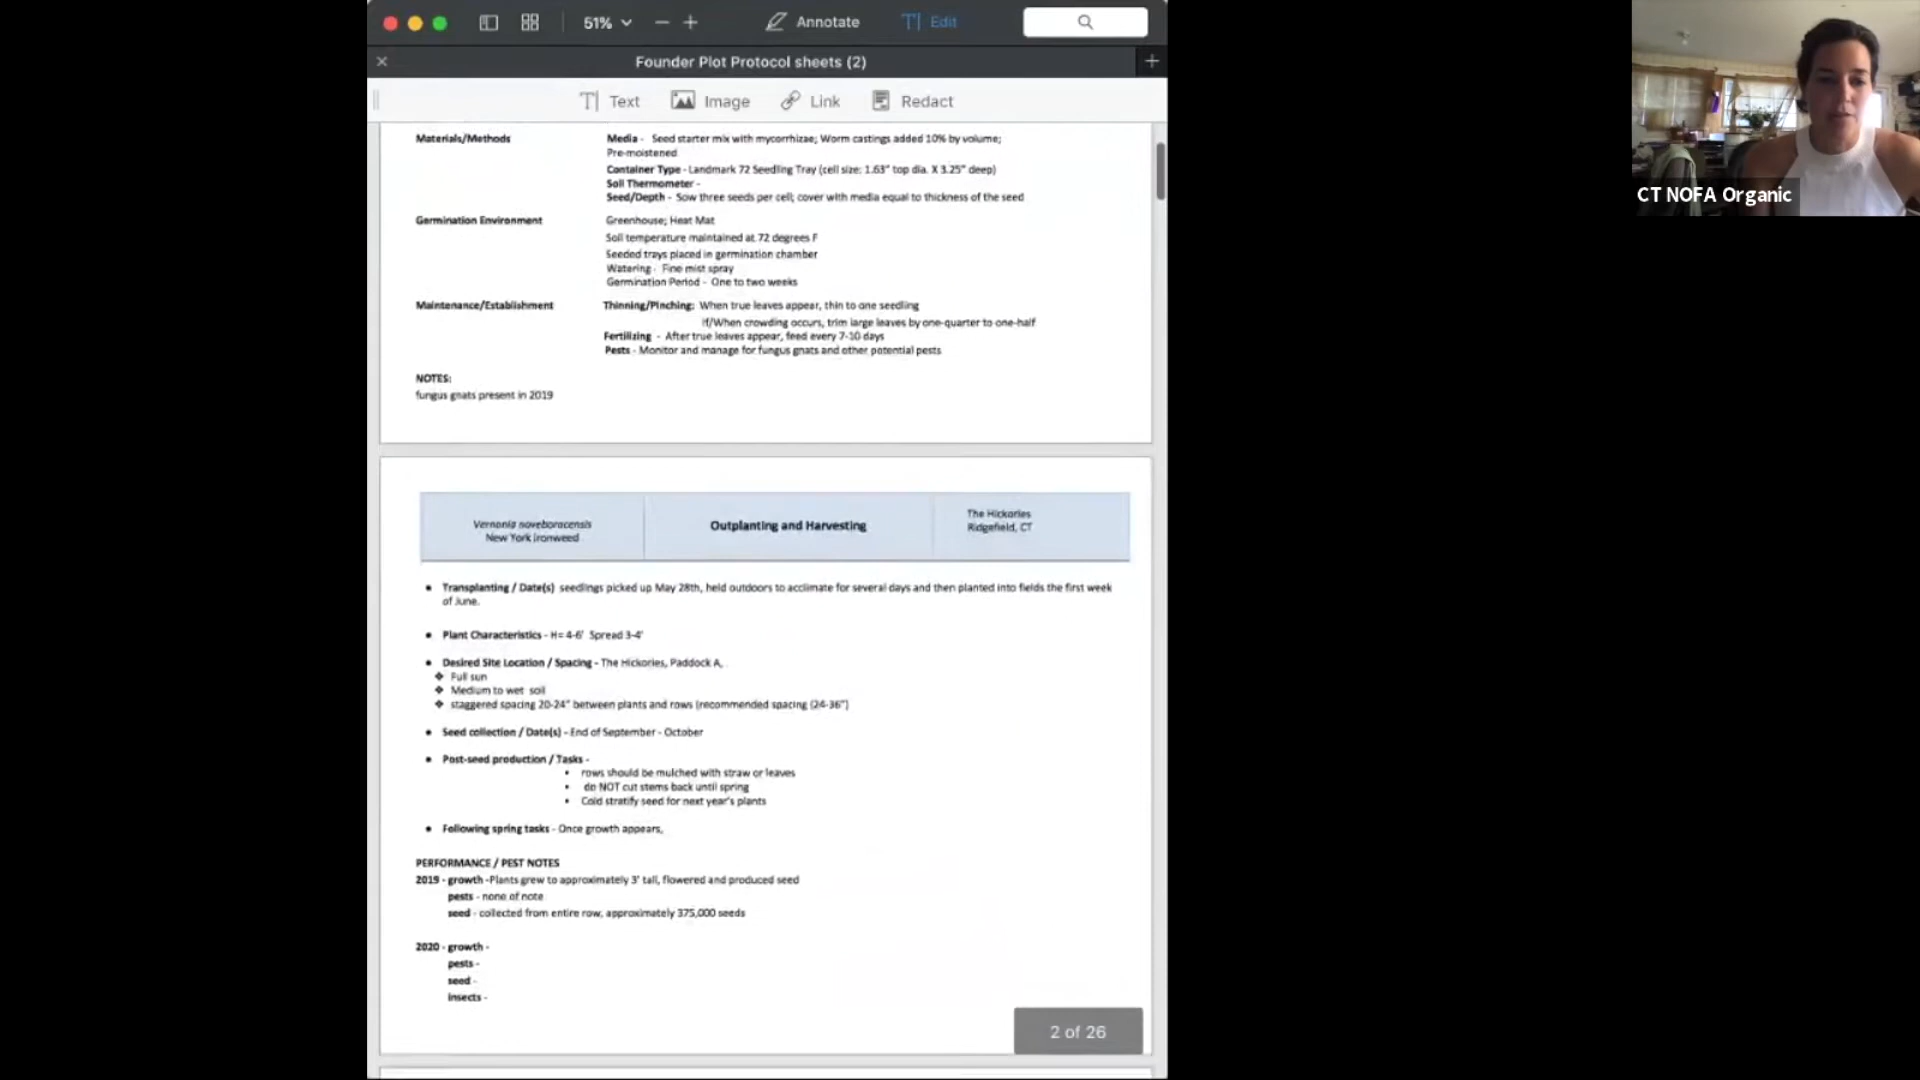 51%
Annotate
Edit
Founder Plot Protocol sheets (2)
Text
Image
Link
Redact
CT NOFA Organic
Materials/Methods
Media - Seed starter mix with mycorrhizae; Worm castings added 10% by volume;
Pre-moistened
Container Type - Landmark 72 Seedling Tray (cell size: 1.63" top dia. X 3.25" deep)
Soil Thermometer -
Seed/Depth - Sow three seeds per cell; cover with media equal to thickness of the seed
Germination Environment
Greenhouse; Heat Mat
Soil temperature maintained at 72 degrees F
Seeded trays placed in germination chamber
Watering - Fine mist spray
Germination Period - One to two weeks
Maintenance/Establishment
Thinning/Pinching: When true leaves appear, thin to one seedling
If/When crowding occurs, trim large leaves by one-quarter to one-half
Fertilizing - After true leaves appear, feed every 7-10 days
Pests - Monitor and manage for fungus gnats and other potential pests
NOTES:
fungus gnats present in 2019
Vernonia noveboracensis
New York Ironweed
Outplanting and Harvesting
The Hickories
Ridgefield, CT
• Transplanting / Date(s) seedlings picked up May 28th, held outdoors to acclimate for several days and then planted into fields the first week
of June.
• Plant Characteristics - H= 4-6' Spread 3-4'
• Desired Site Location / Spacing - The Hickories, Paddock A,
❖ Full sun
❖ Medium to wet soil
❖ staggered spacing 20-24" between plants and rows (recommended spacing (24-36")
• Seed collection / Date(s) - End of September - October
• Post-seed production / Tasks -
• rows should be mulched with straw or leaves
• do NOT cut stems back until spring
• Cold stratify seed for next year's plants
• Following spring tasks - Once growth appears,
PERFORMANCE / PEST NOTES
2019 - growth -Plants grew to approximately 3' tall, flowered and produced seed
pests - none of note
seed - collected from entire row, approximately 375,000 seeds
2020 - growth -
pests -
seed -
insects -
2 of 26